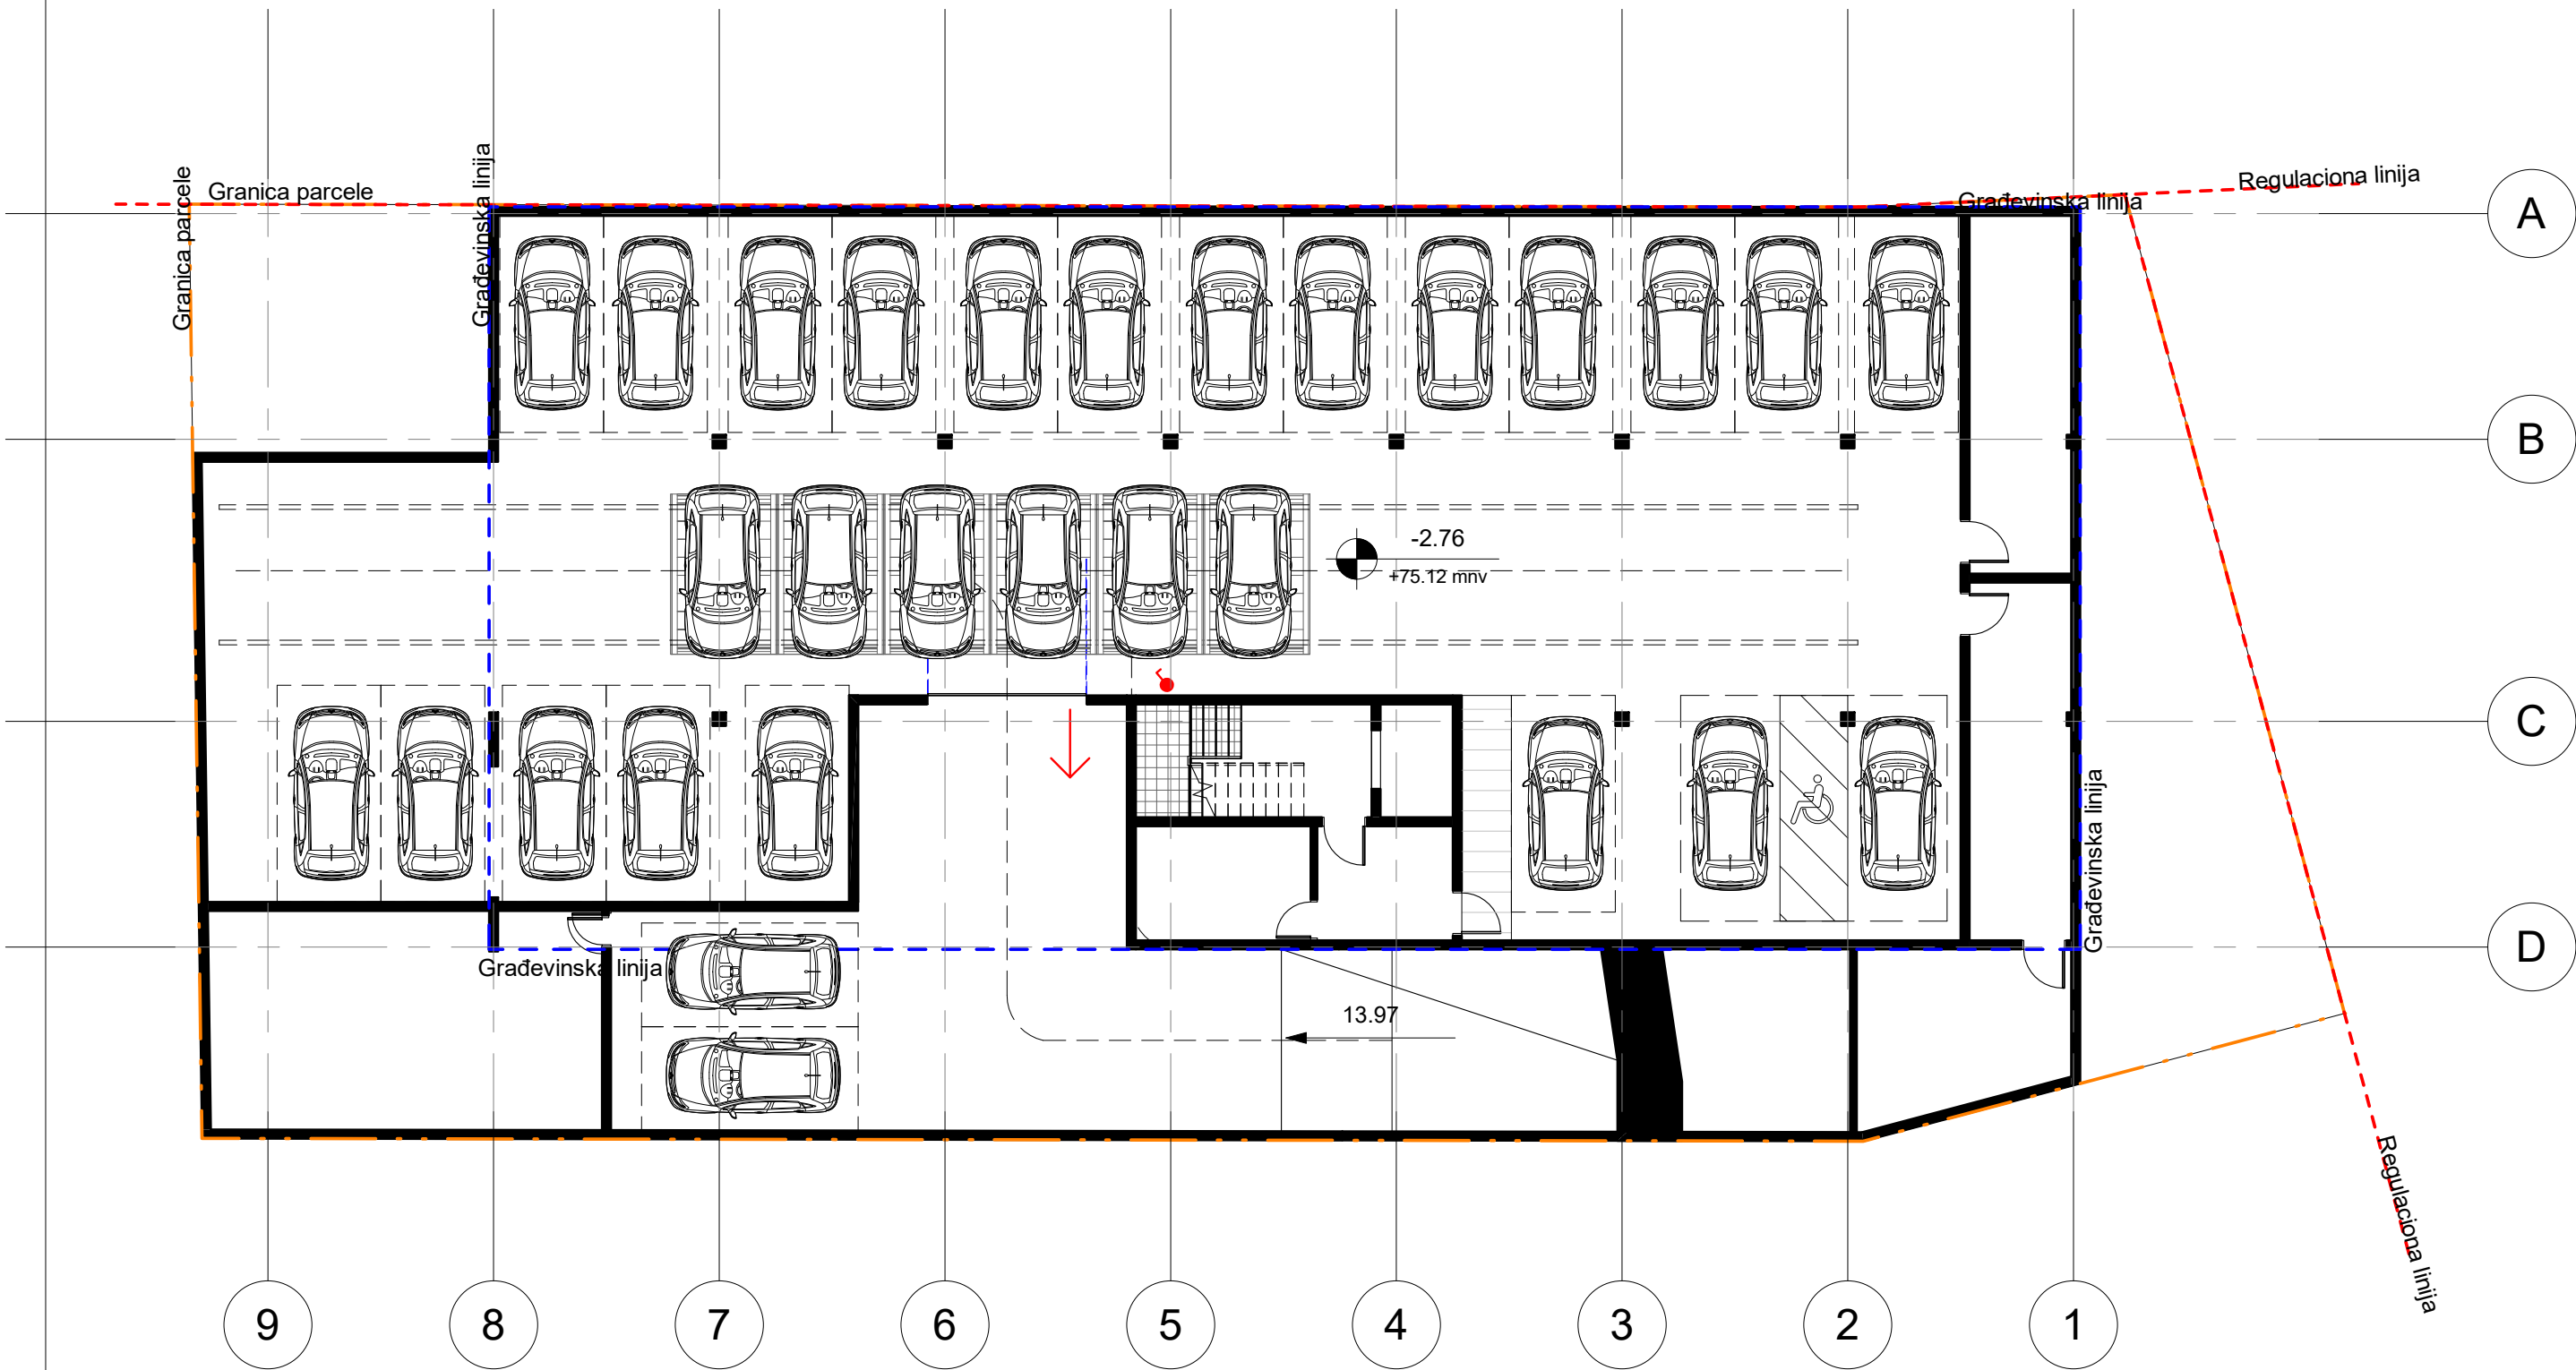 Granica parcele
Granica parcele
Građevinska linija
Građevinska linija
Regulaciona linija
A
B
-2.76
+75.12 mnv
C
Građevinska linija
D
Građevinska linija
13.97
Regulaciona linija
9
8
7
6
5
4
3
2
1